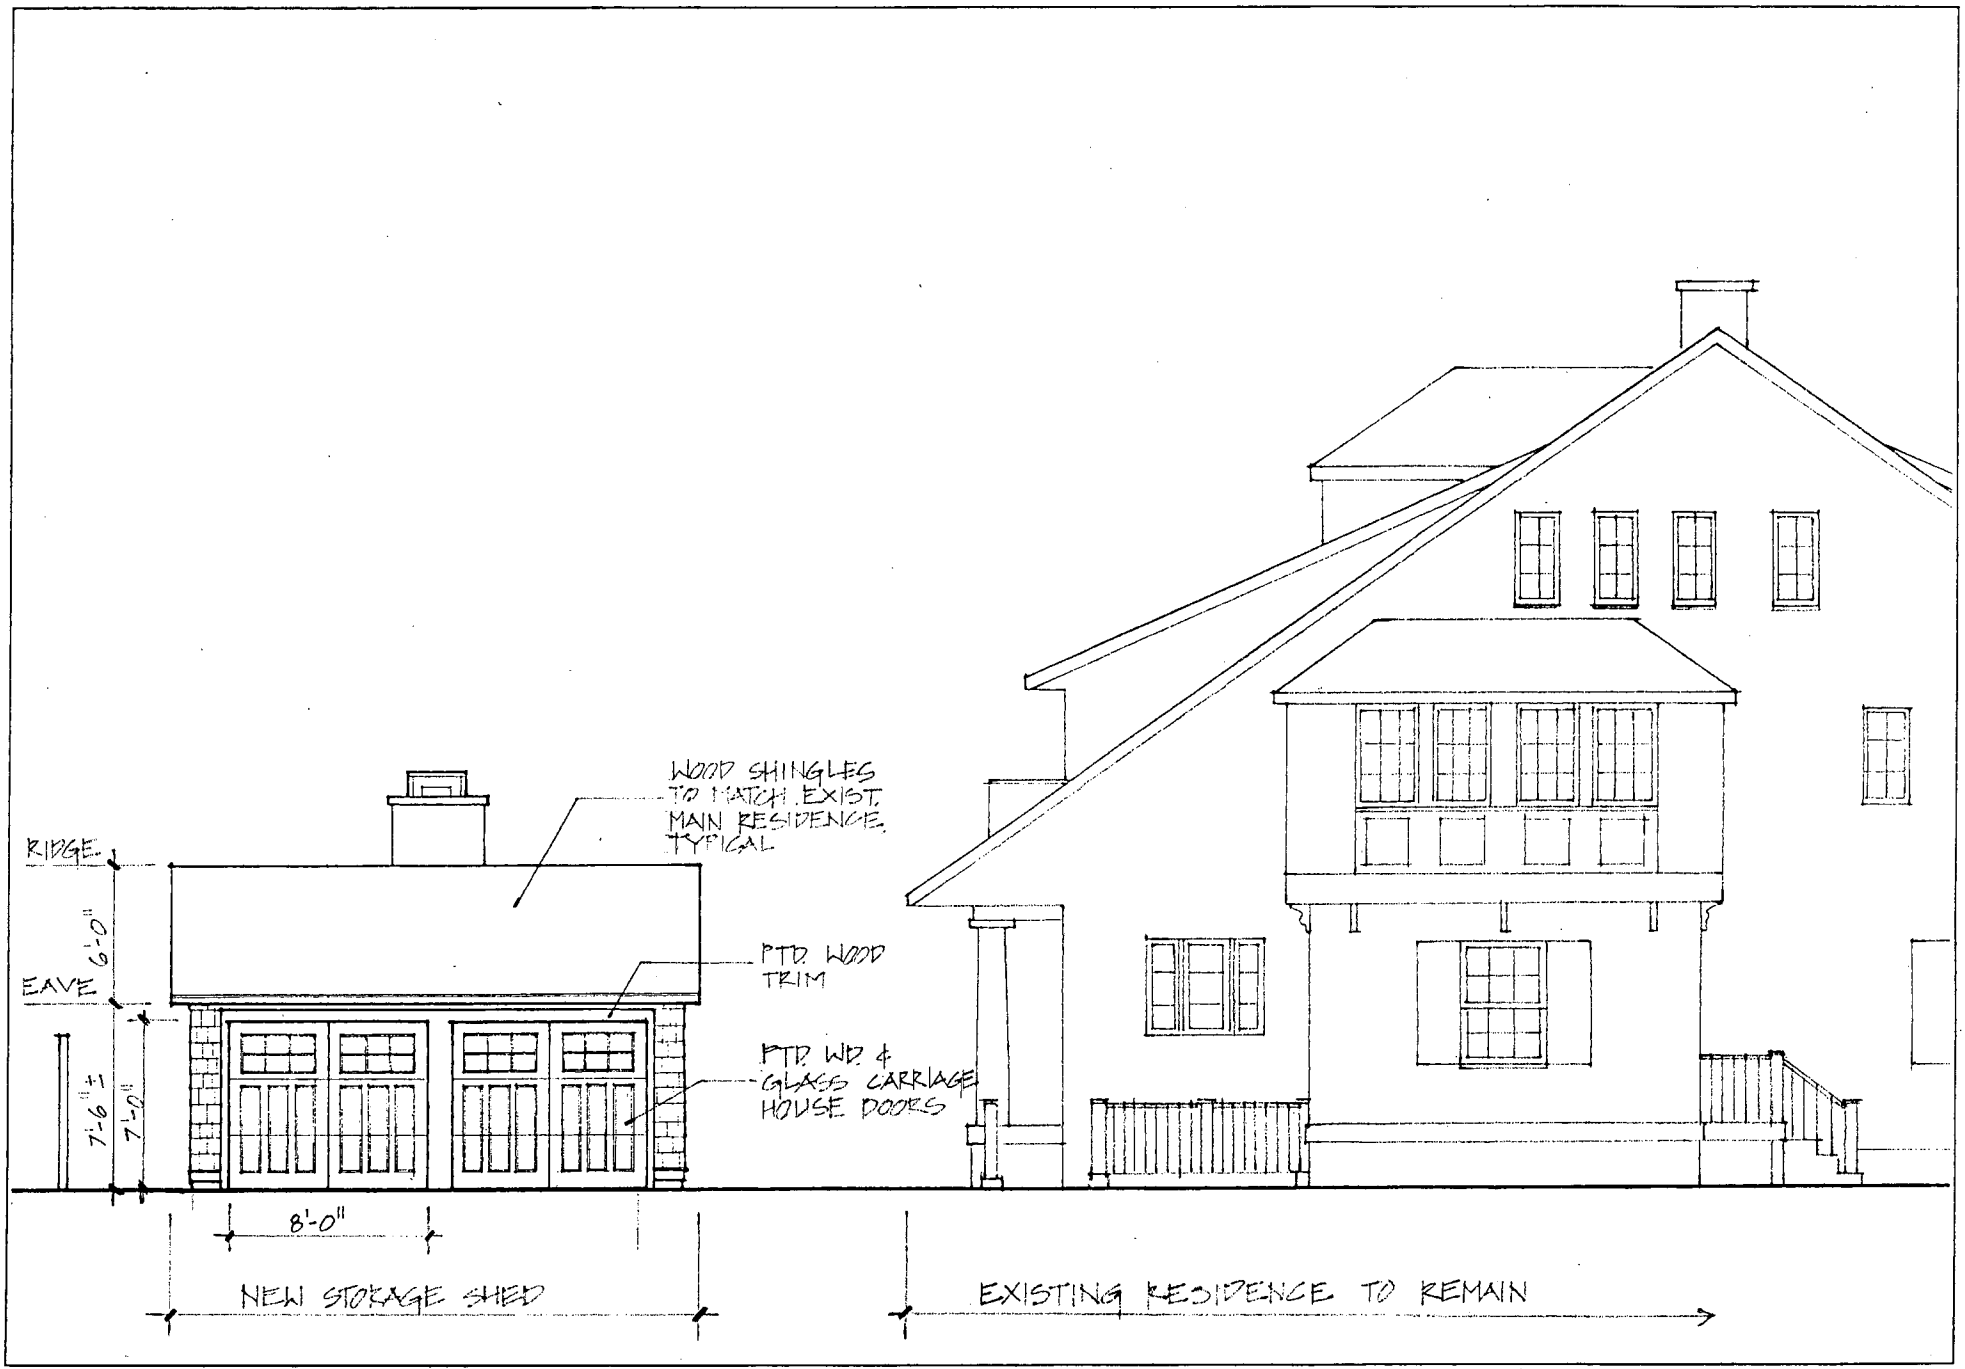 WOOD SHINGLES
TO MATCH EXIST.
MAIN RESIDENCE,
TYPICAL
RIDGE
6'-0"
EAVE
PTD. WOOD
TRIM
PTD. WD. &
GLASS CARRIAGE
HOUSE DOORS
7'-6" ±
7'-0"
8'-0"
NEW STORAGE SHED
EXISTING RESIDENCE TO REMAIN